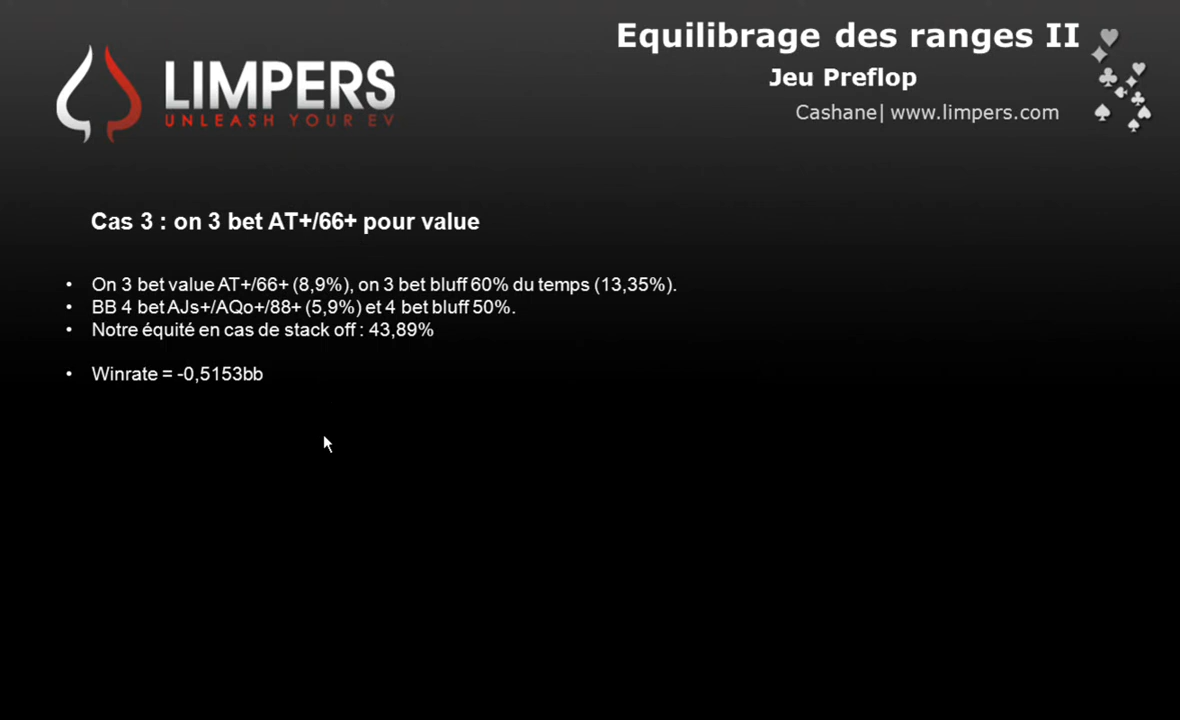 Equilibrage des ranges II
Jeu Preflop
Cashane| www.limpers.com
LIMPERS
UNLEASH YOUR EV
Cas 3 : on 3 bet AT+/66+ pour value
• On 3 bet value AT+/66+ (8,9%), on 3 bet bluff 60% du temps (13,35%).
• BB 4 bet AJs+/AQo+/88+ (5,9%) et 4 bet bluff 50%.
• Notre équité en cas de stack off : 43,89%
• Winrate = -0,5153bb